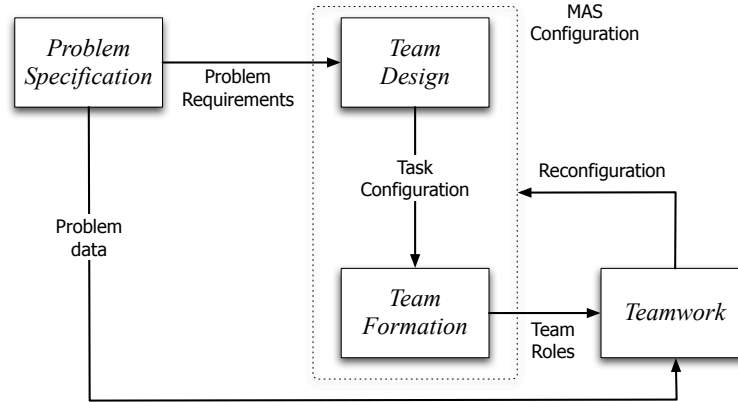 MAS
Configuration
Problem
Specification
Problem
Requirements
Team
Design
Task
Configuration
Reconfiguration
Problem
data
Team
Formation
Team
Roles
Teamwork